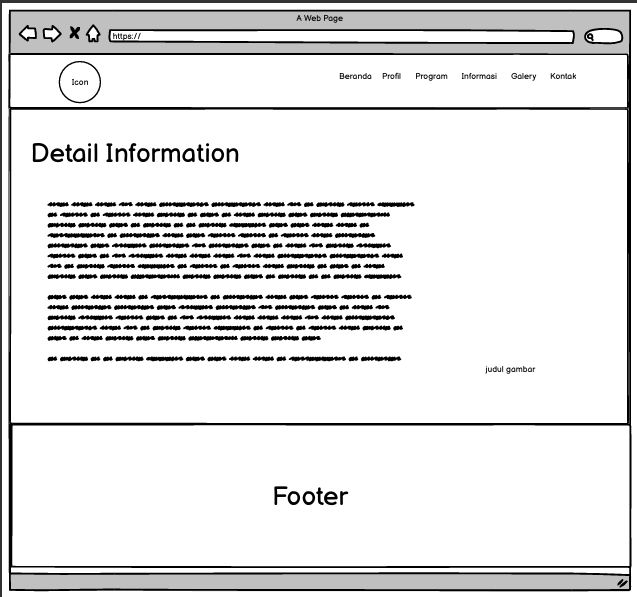 A Web Page
https://
Icon
Beranda Profil Program Informasi Galery Kontak
Detail Information
judul gambar
Footer